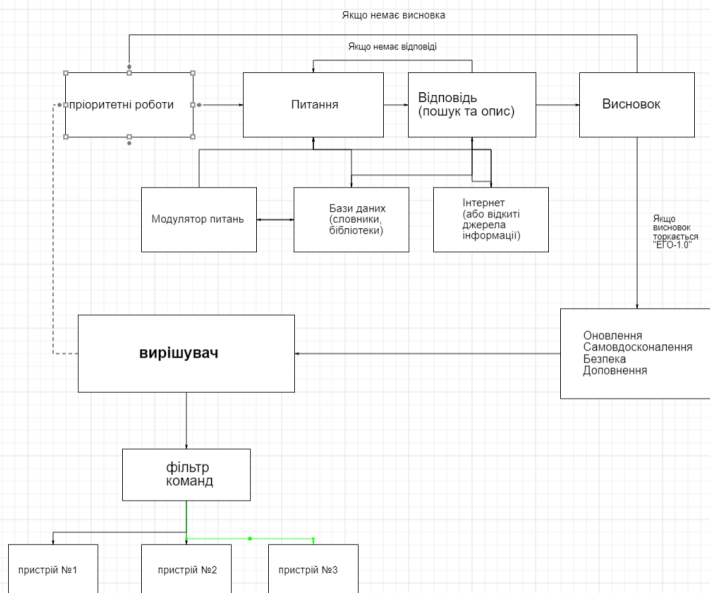 Якщо немає висновка
Якщо немає відповіді
пріоритетні роботи
Питання
Відповідь
(пошук та опис)
Висновок
Модулятор питань
Бази даних
(словники,
бібліотеки)
Інтернет
(або відкиті
джерела
інформації)
Якщо
висновок
торкається
"ЕГО-1.0"
Оновлення
Самовдосконалення
Безпека
Доповнення
вирішувач
фільтр
команд
пристрій №1
пристрій №2
пристрій №3